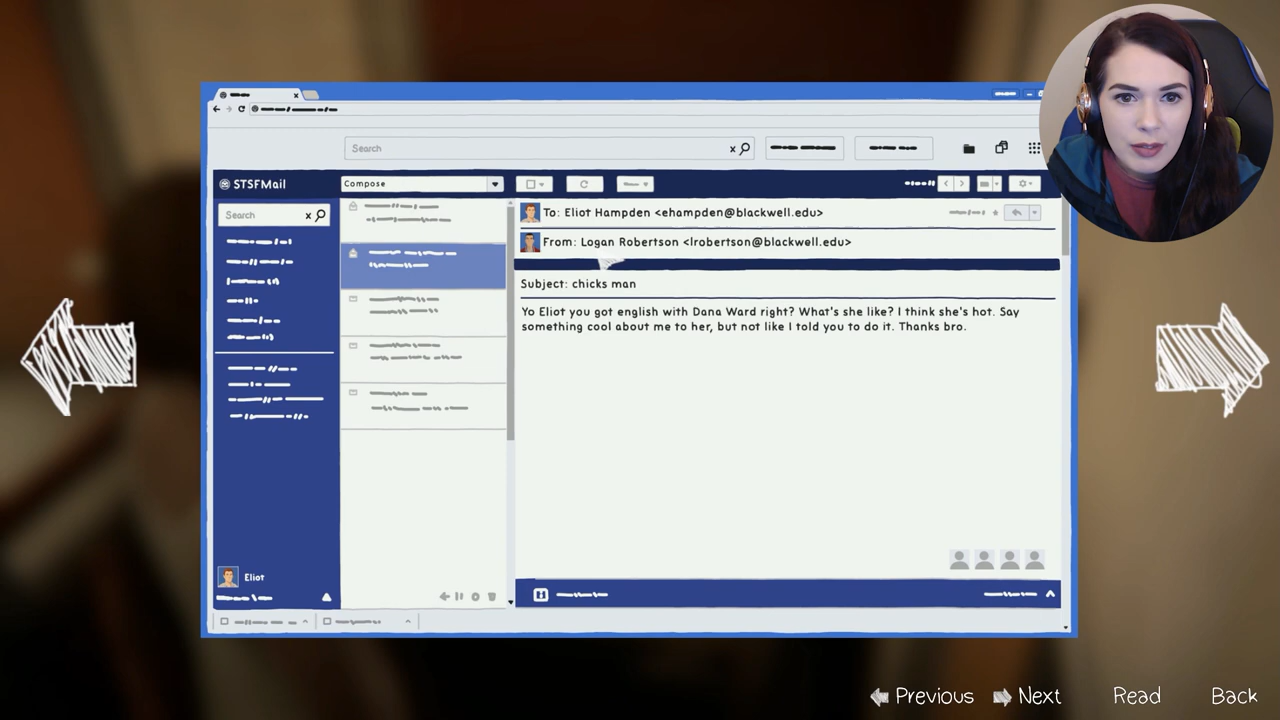 Search
STSFMail
Compose
Search
To: Eliot Hampden <ehampden@blackwell.edu>
From: Logan Robertson <lrobertson@blackwell.edu>
Subject: chicks man
Yo Eliot you got english with Dana Ward right? What's she like? I think she's hot. Say
something cool about me to her, but not like I told you to do it. Thanks bro.
Eliot
Previous
Next
Read
Back